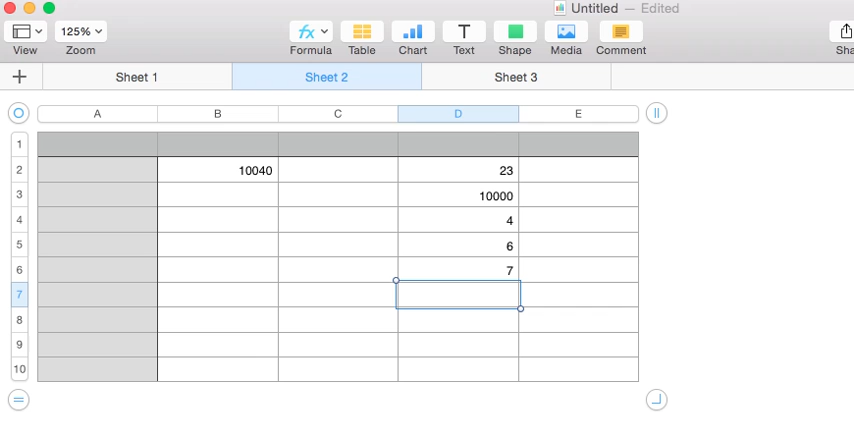 Untitled — Edited
View 125% Zoom Formula Table Chart Text Shape Media Comment Sha
Sheet 1 Sheet 2 Sheet 3
A B C D E
1
2 10040 23
3 10000
4 4
5 6
6 7
7
8
9
10